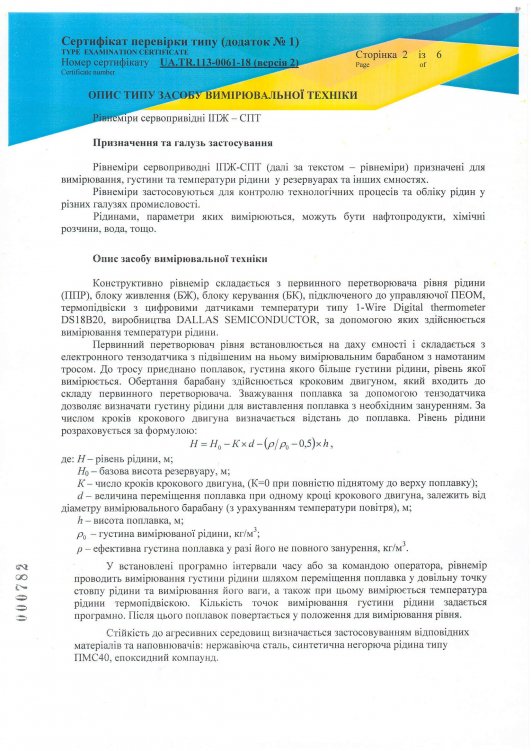 Сертифікат перевірки типу (додаток № 1)
TYPE EXAMINATION CERTIFICATE
Номер сертифікату UA.TR.113-0061-18 (версія 2)
Certificate number
Сторінка 2 із 6
Page of
ОПИС ТИПУ ЗАСОБУ ВИМІРЮВАЛЬНОЇ ТЕХНІКИ
Рівнеміри сервопривідні ІПЖ – СПТ
Призначення та галузь застосування
Рівнеміри сервоприводні ІПЖ-СПТ (далі за текстом – рівнеміри) призначені для
вимірювання, густини та температури рідини у резервуарах та інших ємностях.
Рівнеміри застосовуються для контролю технологічних процесів та обліку рідин у
різних галузях промисловості.
Рідинами, параметри яких вимірюються, можуть бути нафтопродукти, хімічні
розчини, вода, тощо.
Опис засобу вимірювальної техніки
Конструктивно рівнемір складається з первинного перетворювача рівня рідини
(ППР), блоку живлення (БЖ), блоку керування (БК), підключеного до управляючої ПЕОМ,
термопідвіски з цифровими датчиками температури типу 1-Wire Digital thermometer
DS18B20, виробництва DALLAS SEMICONDUCTOR, за допомогою яких здійснюється
вимірювання температури рідини.
Первинний перетворювач рівня встановлюється на даху ємності і складається з
електронного тензодатчика з підвішеним на ньому вимірювальним барабаном з намотаним
тросом. До тросу приєднано поплавок, густина якого більше густини рідини, рівень якої
вимірюється. Обертання барабану здійснюється кроковим двигуном, який входить до
складу первинного перетворювача. Зважування поплавка за допомогою тензодатчика
дозволяє визначати густину рідини для виставлення поплавка з необхідним зануренням. За
числом кроків крокового двигуна визначається відстань до поплавка. Рівень рідини
розраховується за формулою:
H = H₀ – K × d – (ρ/ρ₀ – 0,5) × h ,
де: H – рівень рідини, м;
H₀ – базова висота резервуару, м;
K – число кроків крокового двигуна, (K=0 при повністю піднятому до верху поплавку);
d – величина переміщення поплавка при одному кроці крокового двигуна, залежить від
діаметру вимірювального барабану (з урахуванням температури повітря), м;
h – висота поплавка, м;
ρ₀ – густина вимірюваної рідини, кг/м³;
ρ – ефективна густина поплавка у разі його не повного занурення, кг/м³.
У встановлені програмно інтервали часу або за командою оператора, рівнемір
проводить вимірювання густини рідини шляхом переміщення поплавка у довільну точку
стовпу рідини та вимірювання його ваги, а також при цьому вимірюється температура
рідини термопідвіскою. Кількість точок вимірювання густини рідини задається
програмно. Після цього поплавок повертається у положення для вимірювання рівня.
Стійкість до агресивних середовищ визначається застосовуванням відповідних
матеріалів та наповнювачів: нержавіюча сталь, синтетична негорюча рідина типу
ПМС40, епоксидний компаунд.
000782